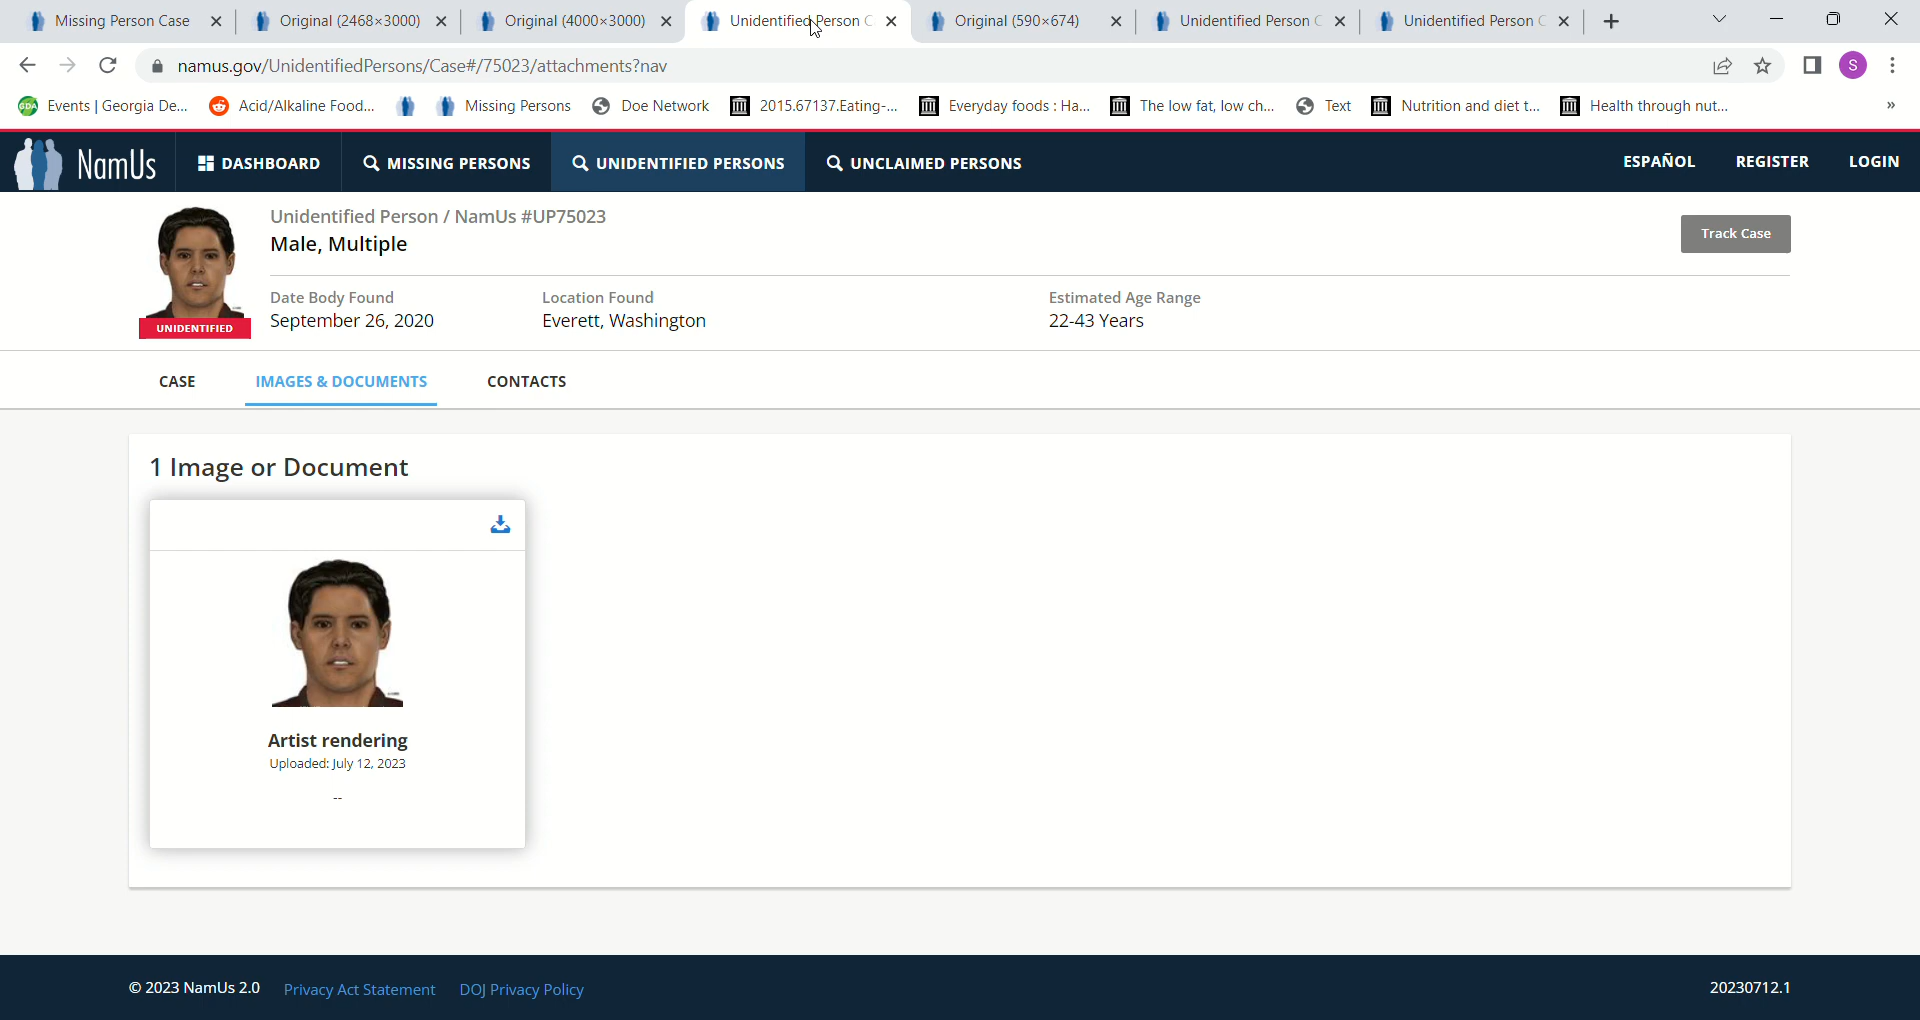 Missing Person Case
Original (2468×3000)
Original (4000×3000)
Unidentified Person C
Original (590×674)
Unidentified Person C
Unidentified Person C
namus.gov/UnidentifiedPersons/Case#/75023/attachments?nav
S
GDA
Events | Georgia De...
Acid/Alkaline Food...
Missing Persons
Doe Network
2015.67137.Eating-...
Everyday foods : Ha...
The low fat, low ch...
Text
Nutrition and diet t...
Health through nut...
»
NamUs
DASHBOARD
MISSING PERSONS
UNIDENTIFIED PERSONS
UNCLAIMED PERSONS
ESPAÑOL
REGISTER
LOGIN
Unidentified Person / NamUs #UP75023
Male, Multiple
Track Case
UNIDENTIFIED
Date Body Found
September 26, 2020
Location Found
Everett, Washington
Estimated Age Range
22-43 Years
CASE
IMAGES & DOCUMENTS
CONTACTS
1 Image or Document
Artist rendering
Uploaded: July 12, 2023
--
© 2023 NamUs 2.0
Privacy Act Statement
DOJ Privacy Policy
20230712.1